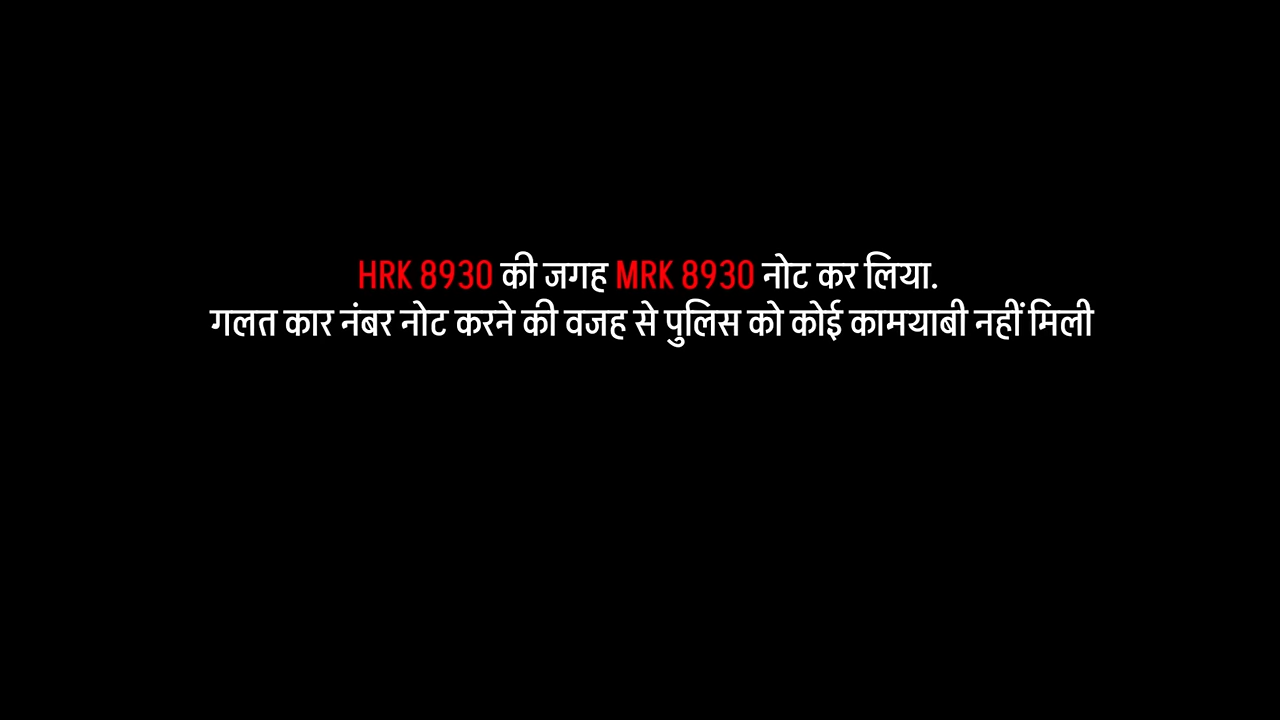 HRK 8930 की जगह MRK 8930 नोट कर लिया.
गलत कार नंबर नोट करने की वजह से पुलिस को कोई कामयाबी नहीं मिली